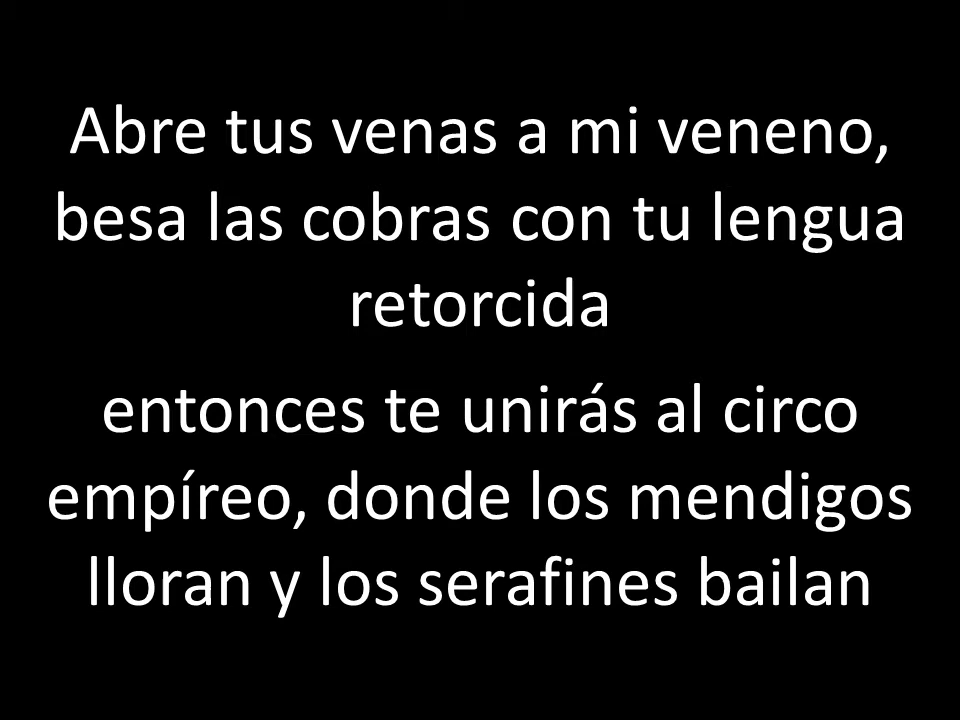 Abre tus venas a mi veneno,
besa las cobras con tu lengua
retorcida
entonces te unirás al circo
empíreo, donde los mendigos
lloran y los serafines bailan